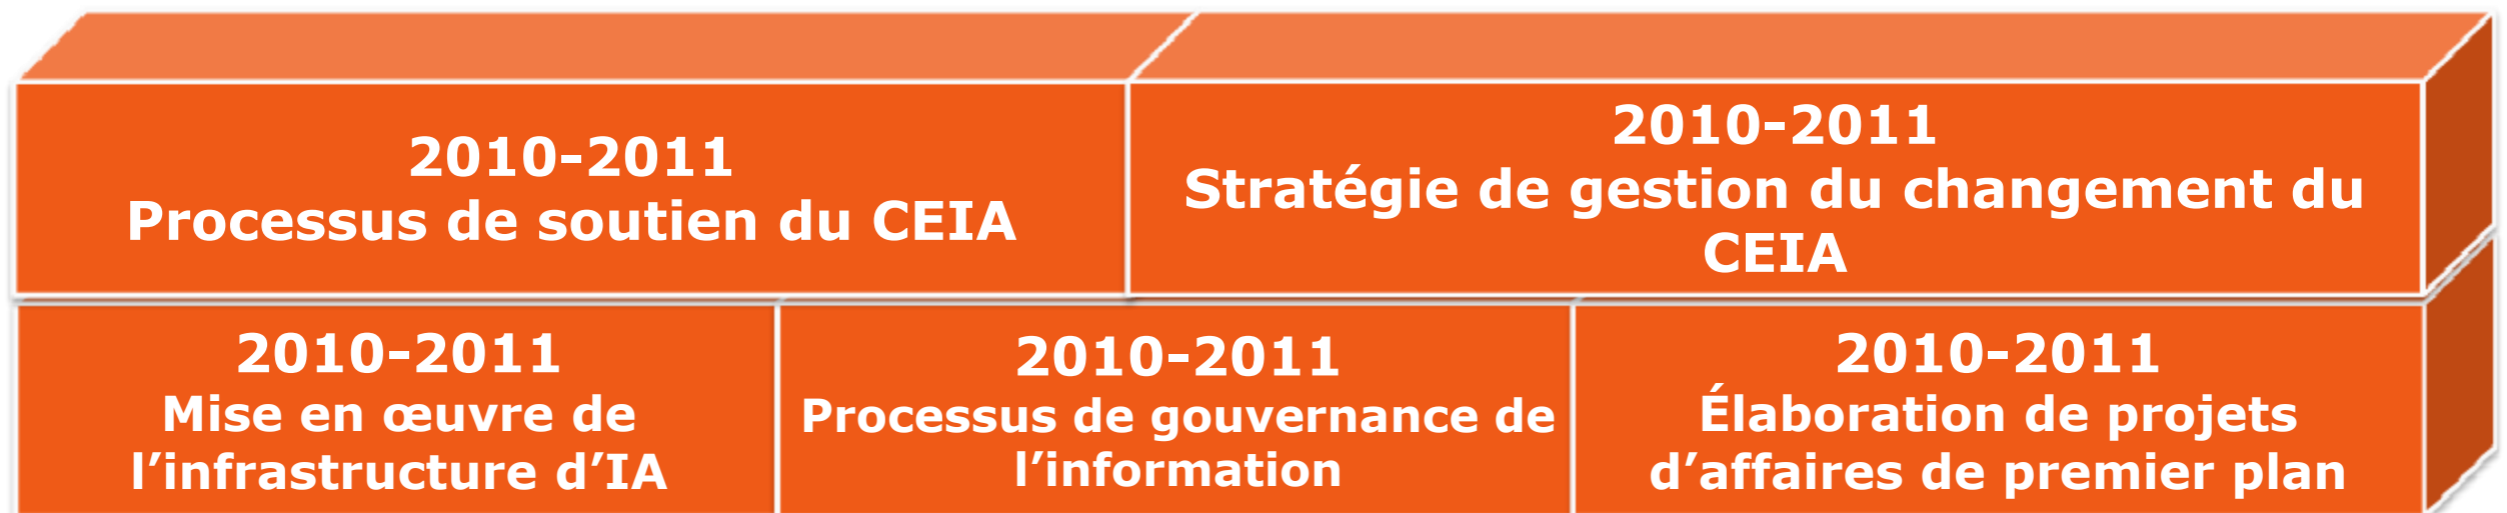 2010-2011
Processus de soutien du CEIA
2010-2011
Stratégie de gestion du changement du
CEIA
2010-2011
Mise en œuvre de
l’infrastructure d’IA
2010-2011
Processus de gouvernance de
l’information
2010-2011
Élaboration de projets
d’affaires de premier plan